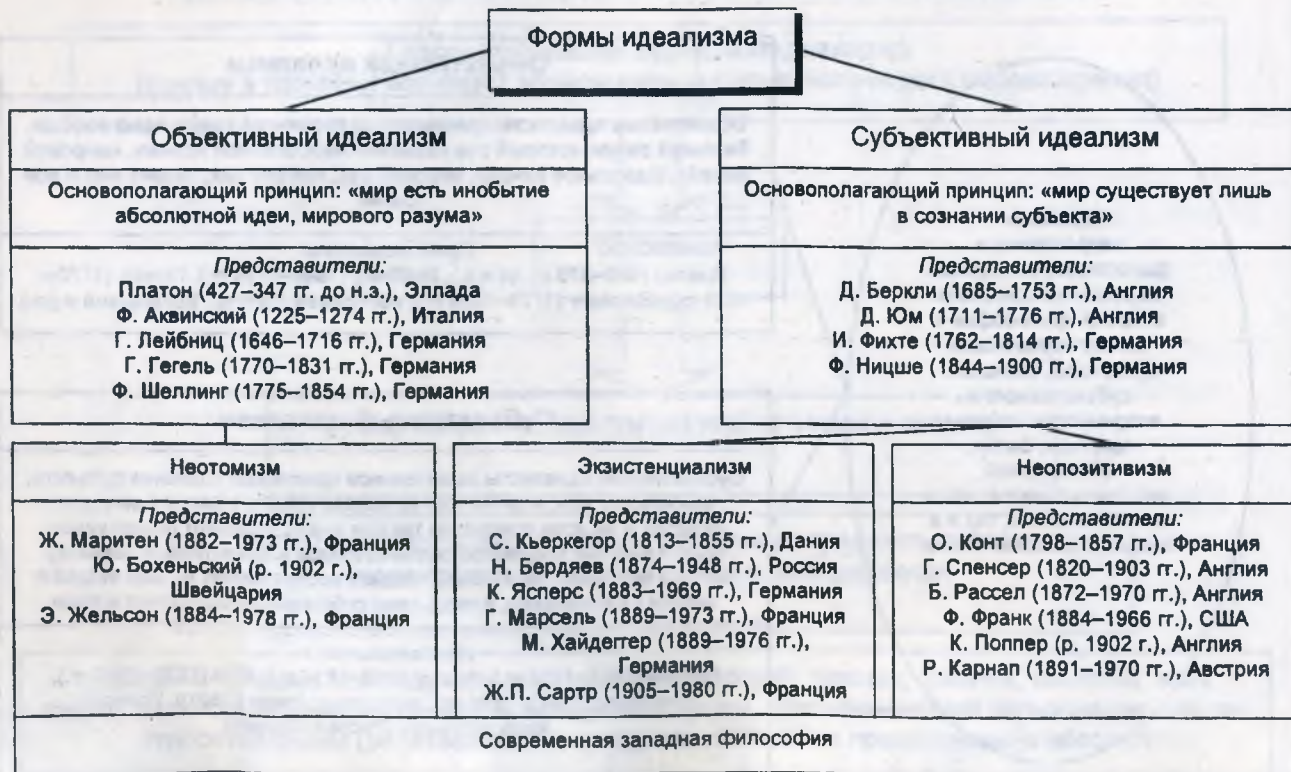 Формы идеализма
Объективный идеализм
Основополагающий принцип: «мир есть инобытие
абсолютной идеи, мирового разума»
Представители:
Платон (427–347 гг. до н.э.), Эллада
Ф. Аквинский (1225–1274 гг.), Италия
Г. Лейбниц (1646–1716 гг.), Германия
Г. Гегель (1770–1831 гг.), Германия
Ф. Шеллинг (1775–1854 гг.), Германия
Субъективный идеализм
Основополагающий принцип: «мир существует лишь
в сознании субъекта»
Представители:
Д. Беркли (1685–1753 гг.), Англия
Д. Юм (1711–1776 гг.), Англия
И. Фихте (1762–1814 гг.), Германия
Ф. Ницше (1844–1900 гг.), Германия
Неотомизм
Представители:
Ж. Маритен (1882–1973 гг.), Франция
Ю. Бохеньский (р. 1902 г.),
Швейцария
Э. Жельсон (1884–1978 гг.), Франция
Экзистенциализм
Представители:
С. Кьеркегор (1813–1855 гг.), Дания
Н. Бердяев (1874–1948 гг.), Россия
К. Ясперс (1883–1969 гг.), Германия
Г. Марсель (1889–1973 гг.), Франция
М. Хайдеггер (1889–1976 гг.),
Германия
Ж.П. Сартр (1905–1980 гг.), Франция
Неопозитивизм
Представители:
О. Конт (1798–1857 гг.), Франция
Г. Спенсер (1820–1903 гг.), Англия
Б. Рассел (1872–1970 гг.), Англия
Ф. Франк (1884–1966 гг.), США
К. Поппер (р. 1902 г.), Англия
Р. Карнап (1891–1970 гг.), Австрия
Современная западная философия